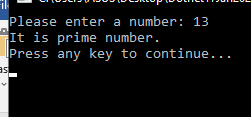 Please enter a number: 13
It is prime number.
Press any key to continue...